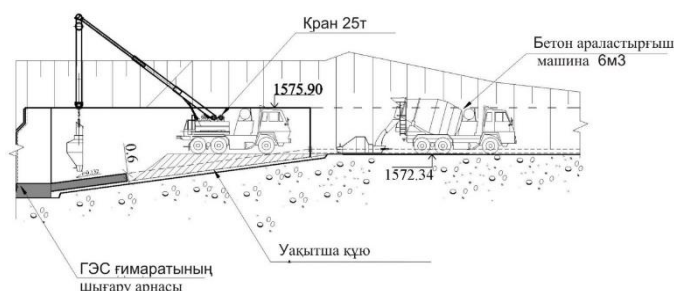 Кран 25т
Бетон араластырғыш
машина 6м3
1575.90
0.6
1572.34
Уақытша құю
ГЭС ғимаратының
шығару арнасы